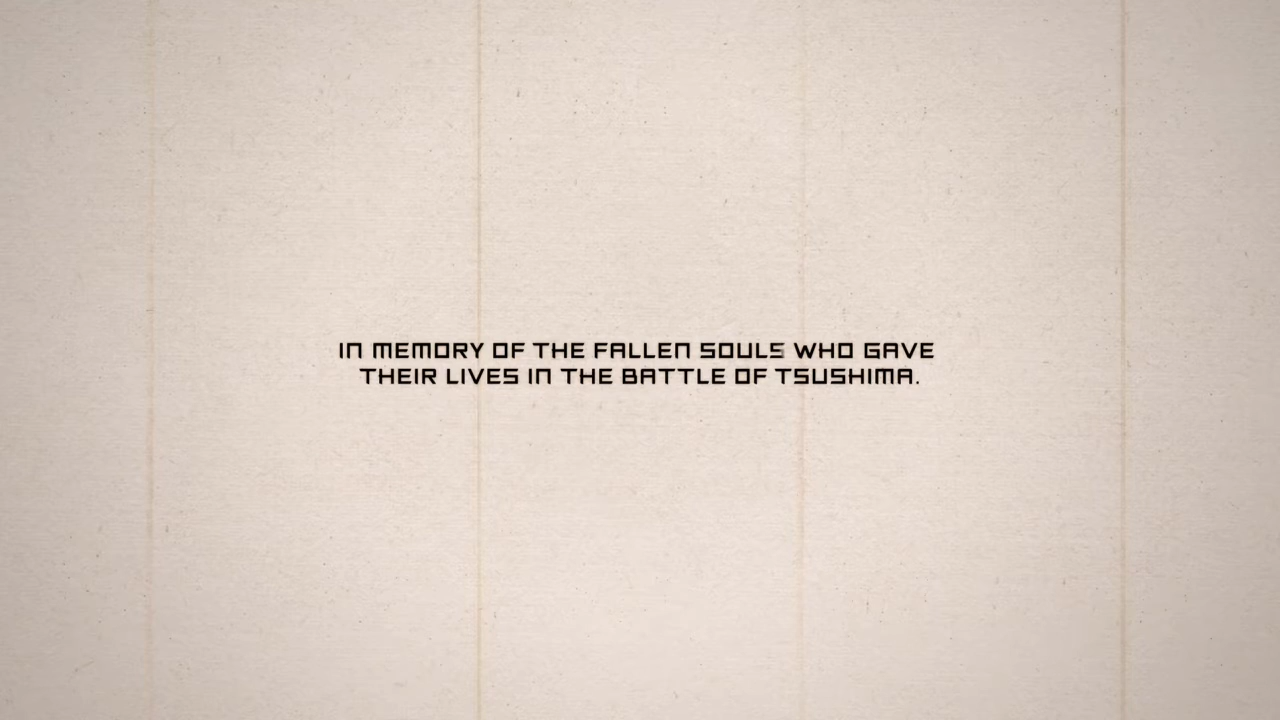 IN MEMORY OF THE FALLEN SOULS WHO GAVE
THEIR LIVES IN THE BATTLE OF TSUSHIMA.